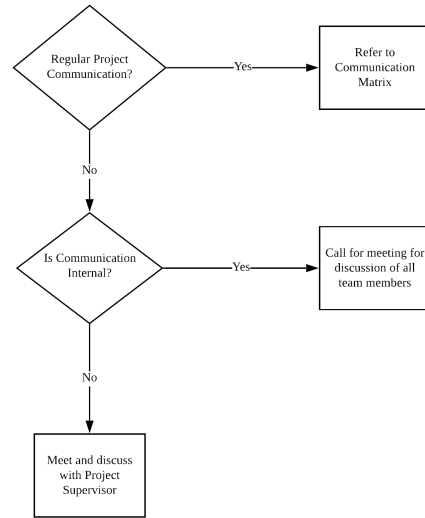 Regular Project
Communication?
Yes
Refer to
Communication
Matrix
No
Is Communication
Internal?
Yes
Call for meeting for
discussion of all
team members
No
Meet and discuss
with Project
Supervisor